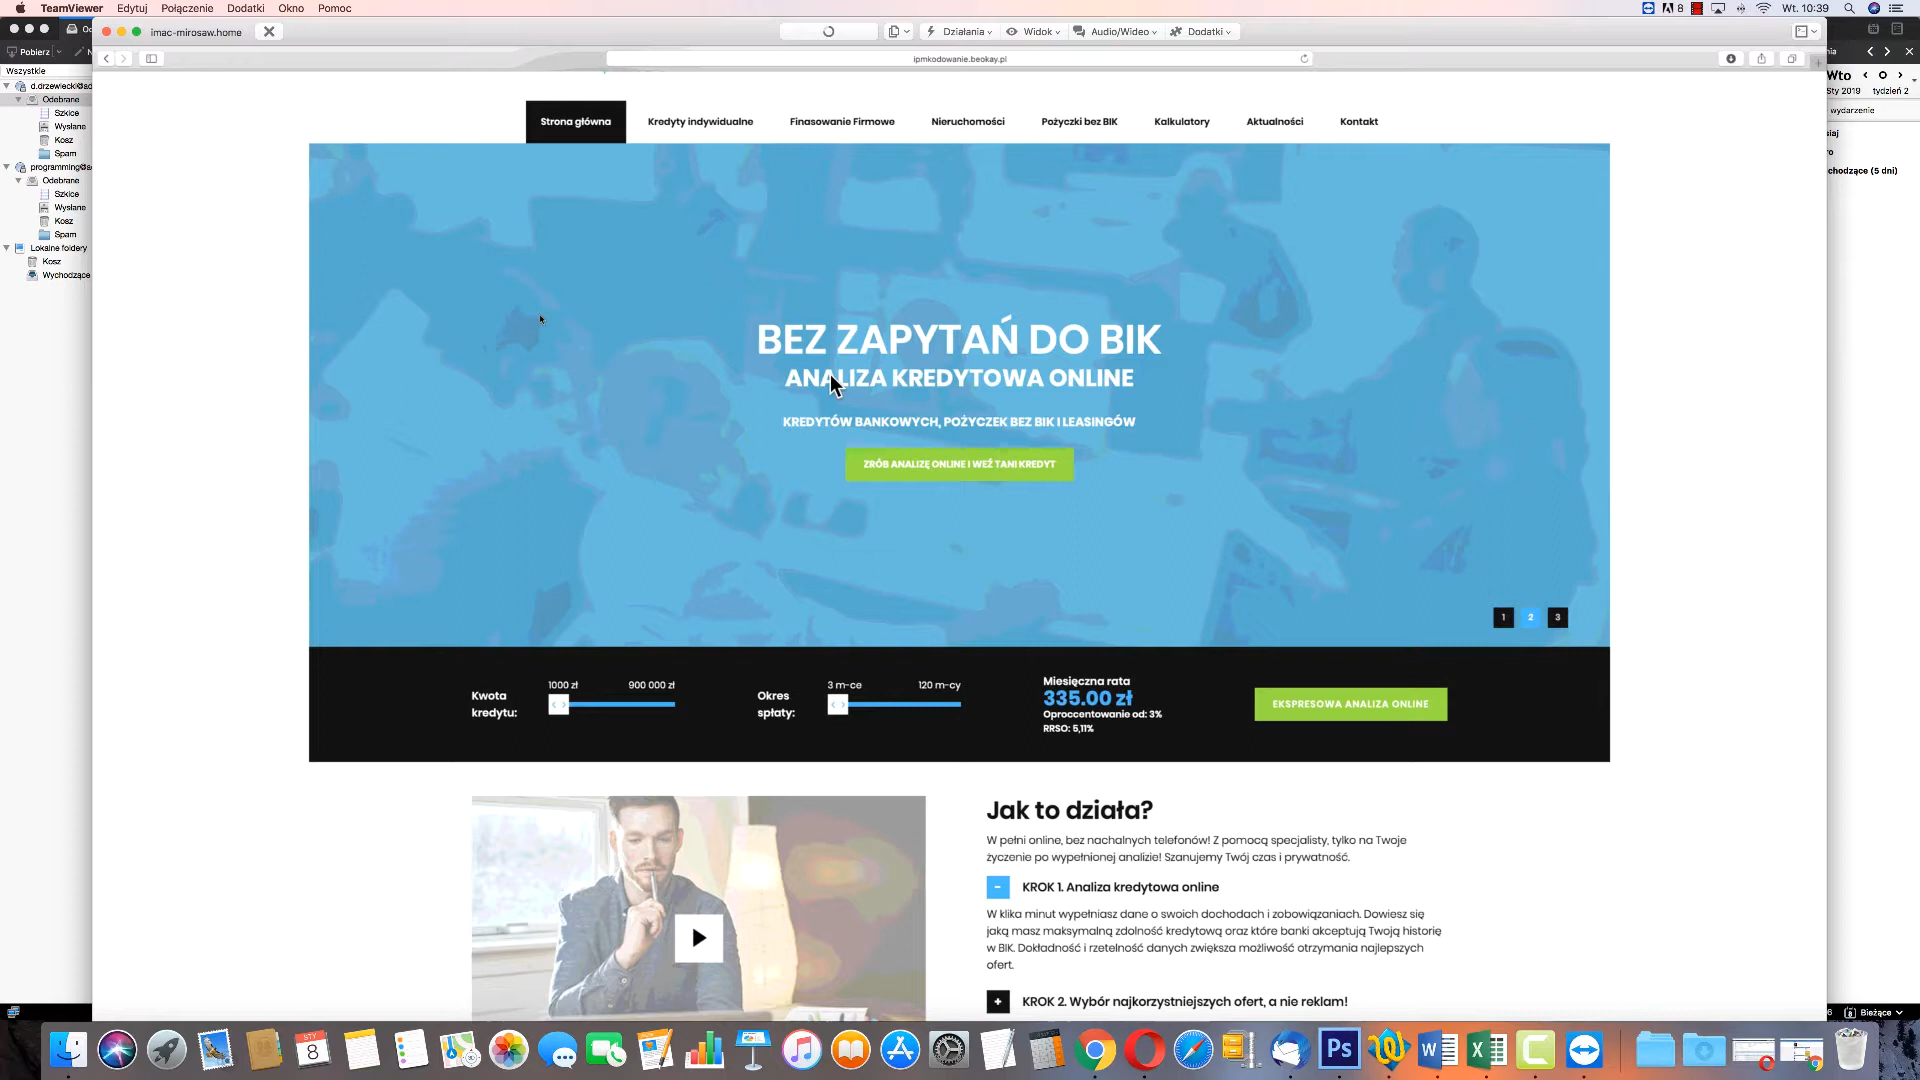 TeamViewer Edytuj Połączenie Dodatki Okno Pomoc
8 Wt. 10:39
imac-mirosaw.home
Działania Widok Audio/Wideo Dodatki
ipmkodowanie.beokay.pl
Pobierz
Wszystkie
d.drzewiecki@ad
Odebrane
Szkice
Wysłane
Kosz
Spam
programming@a
Odebrane
Szkice
Wysłane
Kosz
Spam
Lokalne foldery
Kosz
Wychodzące
Wto
Sty 2019 tydzień 2
wydarzenie
chodzące (5 dni)
Strona główna Kredyty indywidualne Finasowanie Firmowe Nieruchomości Pożyczki bez BIK Kalkulatory Aktualności Kontakt
BEZ ZAPYTAŃ DO BIK
ANALIZA KREDYTOWA ONLINE
KREDYTÓW BANKOWYCH, POŻYCZEK BEZ BIK I LEASINGÓW
ZRÓB ANALIZĘ ONLINE I WEŹ TANI KREDYT
1 2 3
Kwota kredytu:
1000 zł 900 000 zł
Okres spłaty:
3 m-ce 120 m-cy
Miesięczna rata
335.00 zł
Oproccentowanie od: 3%
RRSO: 5,11%
EKSPRESOWA ANALIZA ONLINE
Jak to działa?
W pełni online, bez nachalnych telefonów! Z pomocą specjalisty, tylko na Twoje
życzenie po wypełnionej analizie! Szanujemy Twój czas i prywatność.
- KROK 1. Analiza kredytowa online
W klika minut wypełniasz dane o swoich dochodach i zobowiązaniach. Dowiesz się
jaką masz maksymalną zdolność kredytową oraz które banki akceptują Twoją historię
w BIK. Dokładność i rzetelność danych zwiększa możliwość otrzymania najlepszych
ofert.
+ KROK 2. Wybór najkorzystniejszych ofert, a nie reklam!
Bieżące
STY
8
Ps